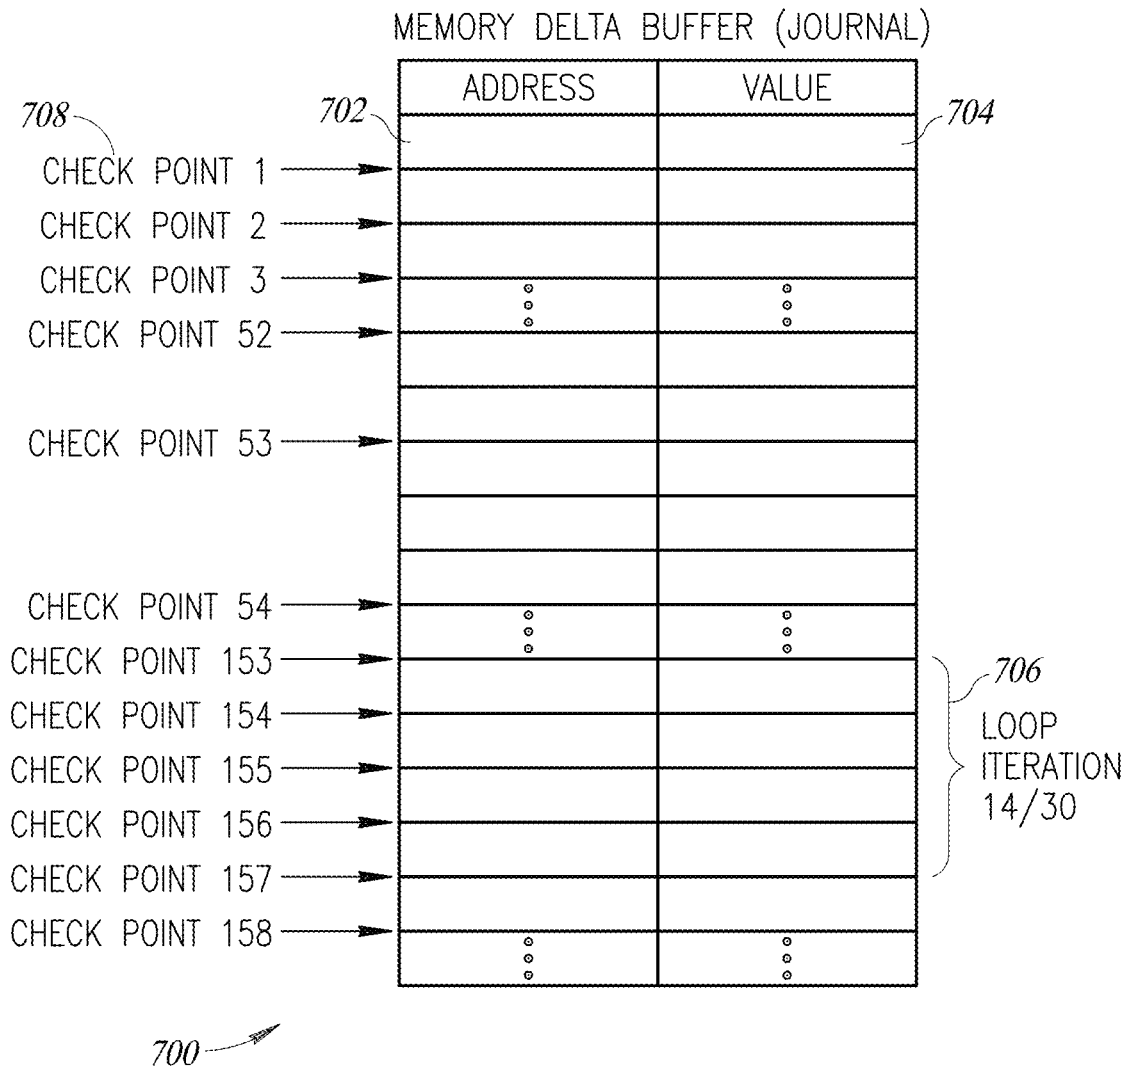 MEMORY DELTA BUFFER (JOURNAL)
ADDRESS VALUE
708 702 704
CHECK POINT 1
CHECK POINT 2
CHECK POINT 3
CHECK POINT 52
CHECK POINT 53
CHECK POINT 54
CHECK POINT 153
706
CHECK POINT 154
LOOP
ITERATION
14/30
CHECK POINT 155
CHECK POINT 156
CHECK POINT 157
CHECK POINT 158
700